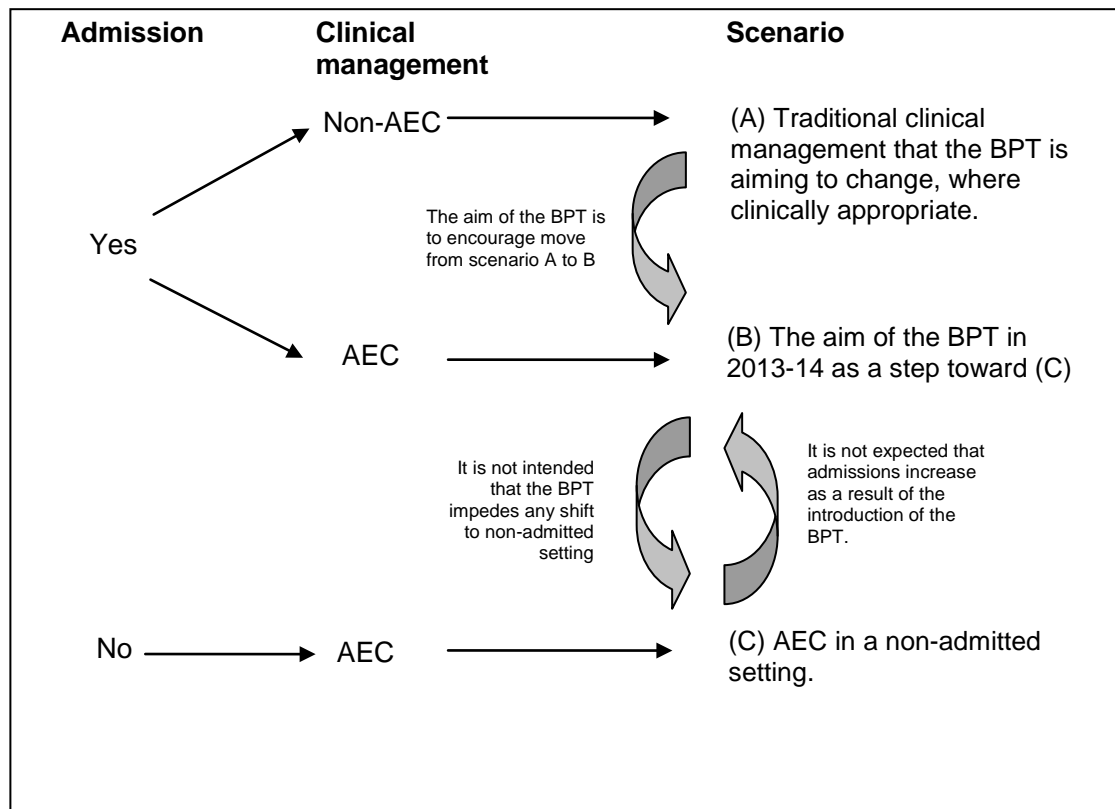 Admission
Clinical
management
Scenario
Non-AEC
(A) Traditional clinical
management that the BPT is
aiming to change, where
clinically appropriate.
The aim of the BPT is
to encourage move
from scenario A to B
Yes
AEC
(B) The aim of the BPT in
2013-14 as a step toward (C)
It is not intended
that the BPT
impedes any shift
to non-admitted
setting
It is not expected that
admissions increase
as a result of the
introduction of the
BPT.
No
AEC
(C) AEC in a non-admitted
setting.